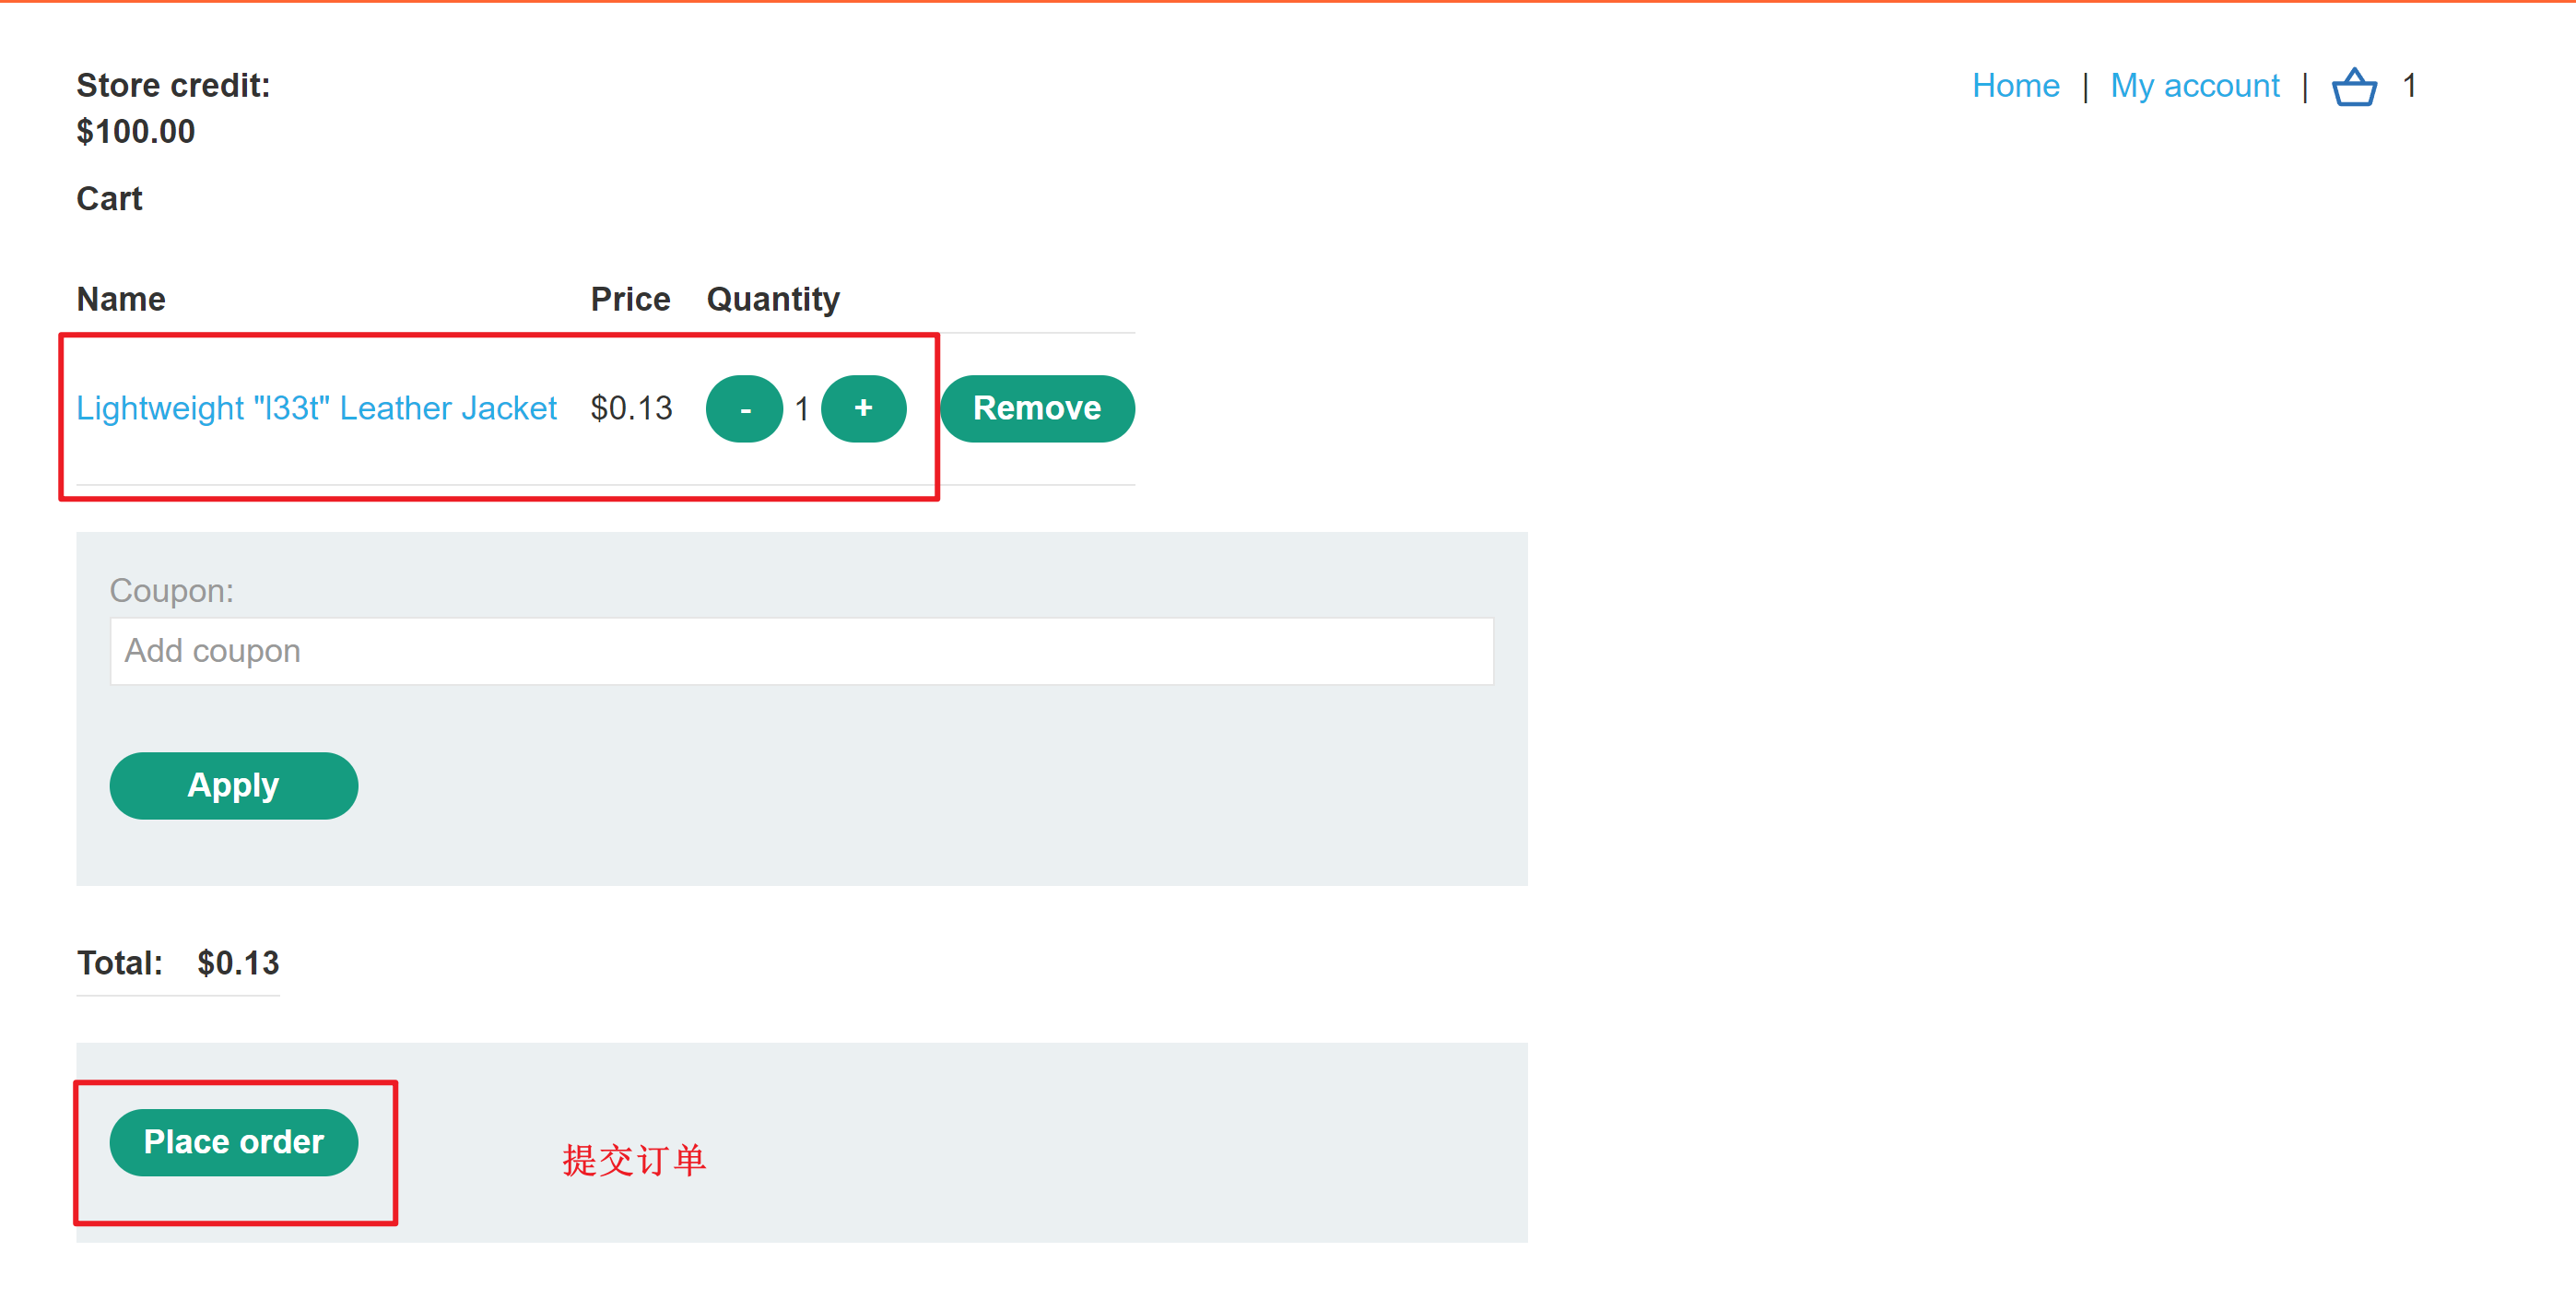 Store credit:
$100.00
Home | My account | 1
Cart
Name Price Quantity
Lightweight "l33t" Leather Jacket $0.13 - 1 + Remove
Coupon:
Add coupon
Apply
Total: $0.13
Place order
提交订单